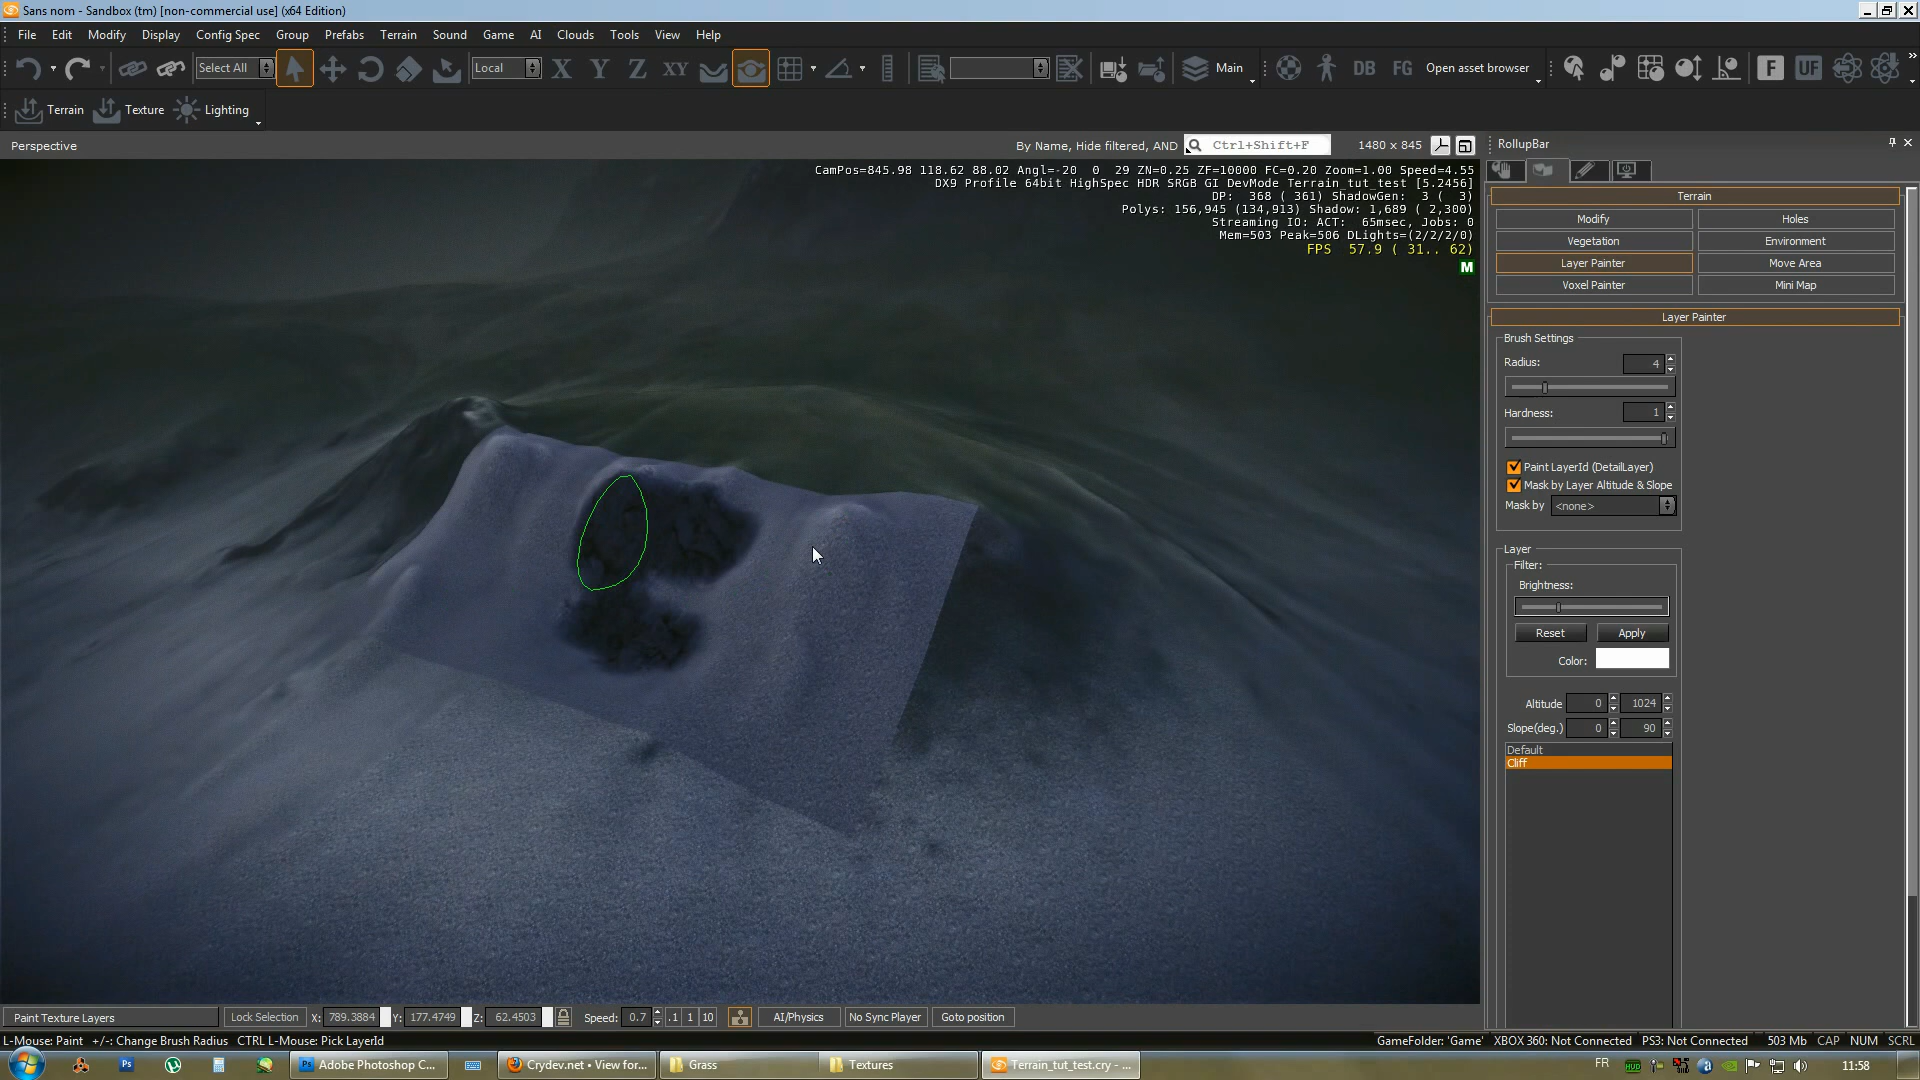 Sans nom - Sandbox (tm) [non-commercial use] (x64 Edition)
File Edit Modify Display Config Spec Group Prefabs Terrain Sound Game AI Clouds Tools View Help
Select All Local X Y Z XY Main DB FG Open asset browser F UF
Terrain Texture Lighting
Perspective By Name, Hide filtered, AND Ctrl+Shift+F 1480 x 845 RollupBar
CamPos=845.98 118.62 88.02 Angl=-20 0 29 ZN=0.25 ZF=10000 FC=0.20 Zoom=1.00 Speed=4.55
DX9 Profile 64bit HighSpec HDR SRGB GI DevMode Terrain_tut_test [5.2456]
DP: 368 ( 361) ShadowGen: 3 ( 3)
Polys: 156,945 (134,913) Shadow: 1,689 ( 2,300)
Streaming IO: ACT: 65msec, Jobs: 0
Mem=503 Peak=506 DLights=(2/2/2/0)
FPS 57.9 ( 31.. 62)
M
Terrain
Modify Holes
Vegetation Environment
Layer Painter Move Area
Voxel Painter Mini Map
Layer Painter
Brush Settings
Radius: 4
Hardness: 1
Paint LayerId (DetailLayer)
Mask by Layer Altitude & Slope
Mask by <none>
Layer
Filter:
Brightness:
Reset Apply
Color:
Altitude 0 1024
Slope(deg.) 0 90
Default
Cliff
Paint Texture Layers Lock Selection X: 789.3884 Y: 177.4749 Z: 62.4503 Speed: 0.7 .1 1 10 AI/Physics No Sync Player Goto position
L-Mouse: Paint +/-: Change Brush Radius CTRL L-Mouse: Pick LayerId GameFolder: 'Game' XBOX 360: Not Connected PS3: Not Connected 503 Mb CAP NUM SCRL
Ps Ps Adobe Photoshop C... Crydev.net • View for... Grass Textures Terrain_tut_test.cry - ... FR 11:58